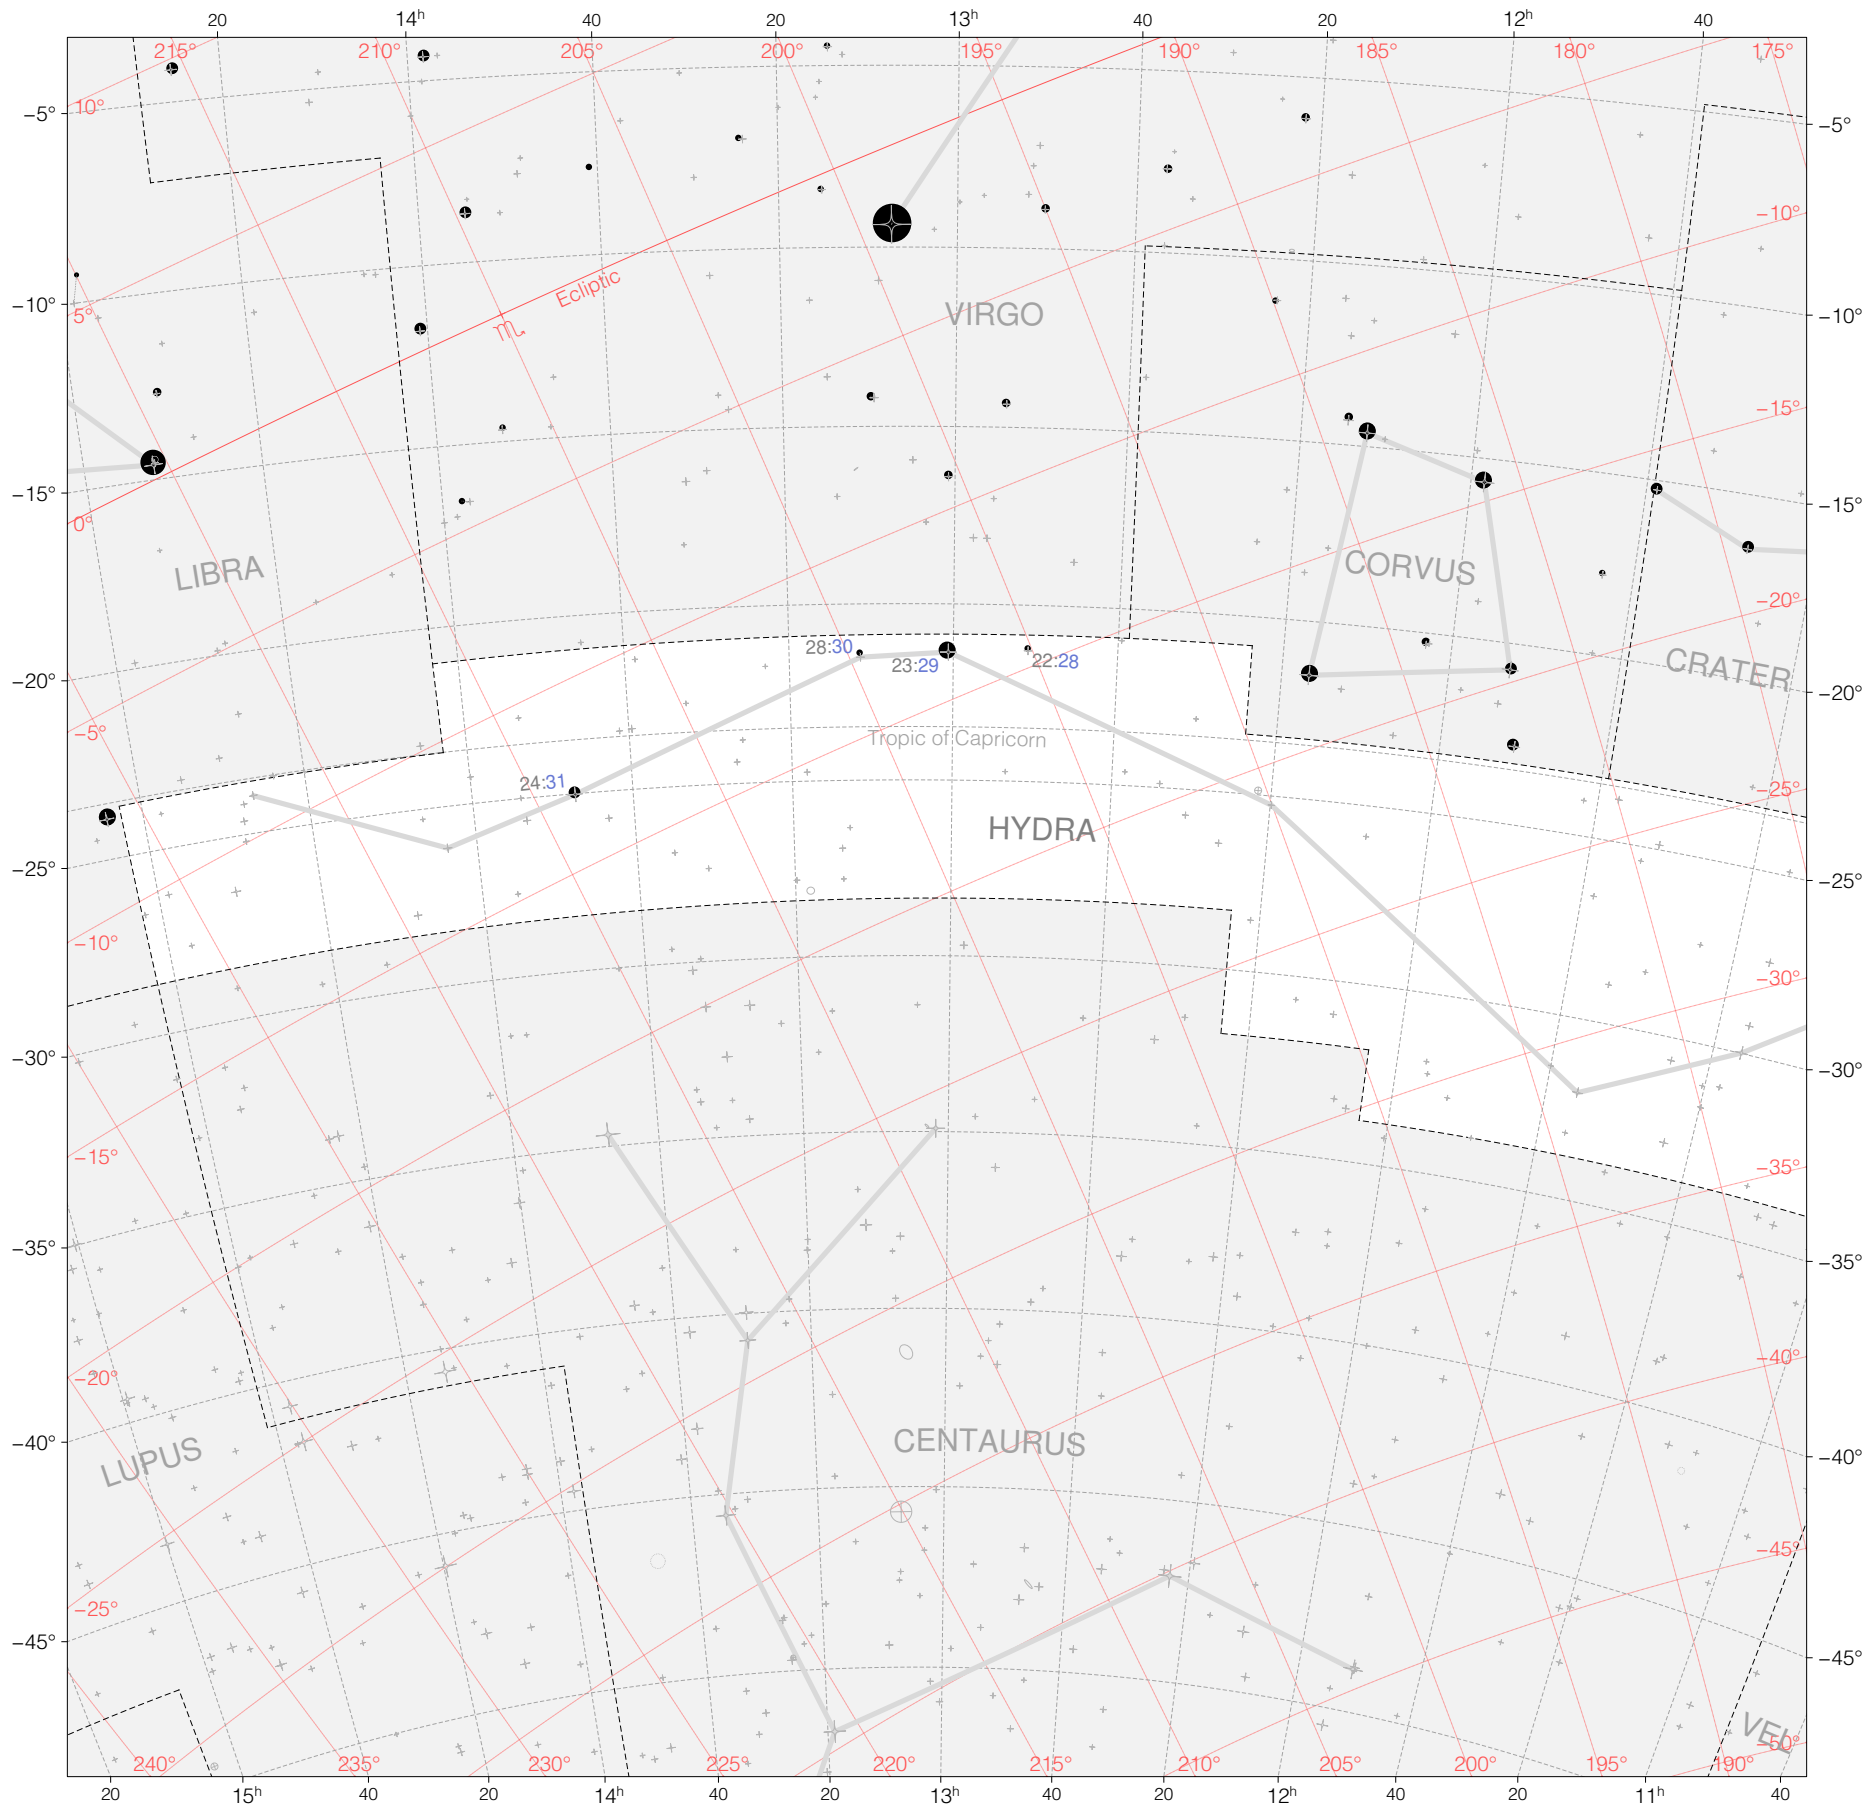 20 14h 40 20 13h 40 20 12h 40
215° 210° 205° 200° 195° 190° 185° 180° 175°
10°
−5° −5°
−10°
Ecliptic
−10° 5° −10°
VIRGO
♏
−15°
−15° −15°
0°
LIBRA
CORVUS
−20°
28:30
23:29
22:28
CRATER
−20° −20°
−5°
Tropic of Capricorn
24:31
−25°
HYDRA
−25° −25°
−10°
−30°
−30° −30°
−15°
−35°
−35° −35°
−20°
−40°
−40° −40°
LUPUS
CENTAURUS
−45°
−25°
−45° −45°
VEL
−50°
240° 235° 230° 225° 220° 215° 210° 205° 200° 195° 190°
20 15h 40 20 14h 40 20 13h 40 20 12h 40 20 11h 40